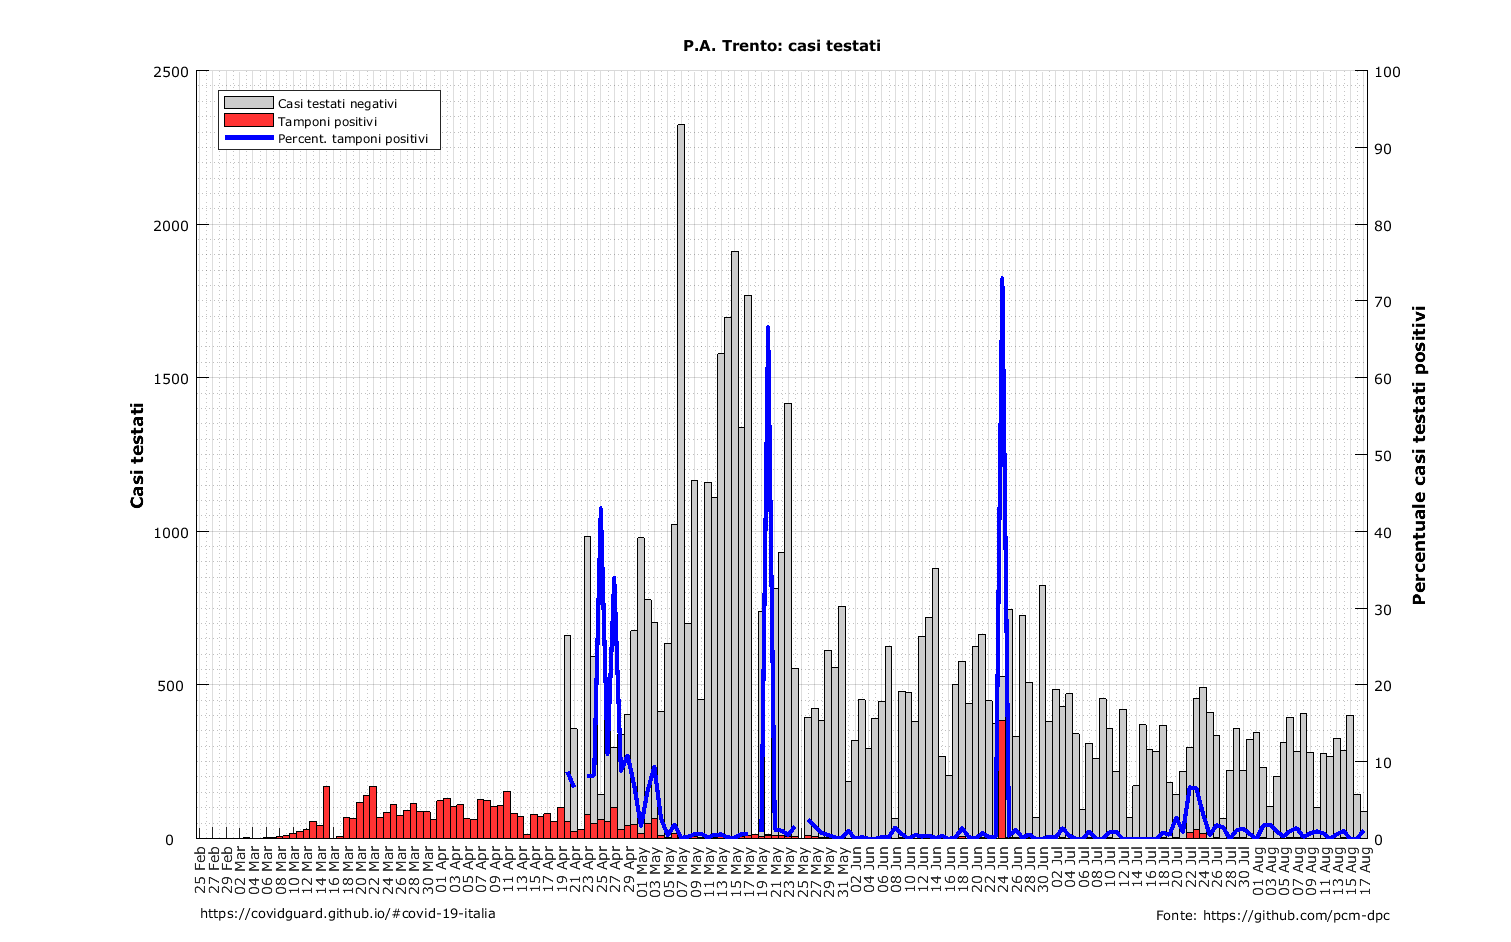 P.A. Trento: casi testati
2500
2000
1500
1000
500
0
Casi testati
Casi testati negativi
Tamponi positivi
Percent. tamponi positivi
100
90
80
70
60
50
40
30
20
10
0
Percentuale casi testati positivi
25 Feb
27 Feb
29 Feb
02 Mar
04 Mar
06 Mar
08 Mar
10 Mar
12 Mar
14 Mar
16 Mar
18 Mar
20 Mar
22 Mar
24 Mar
26 Mar
28 Mar
30 Mar
01 Apr
03 Apr
05 Apr
07 Apr
09 Apr
11 Apr
13 Apr
15 Apr
17 Apr
19 Apr
21 Apr
23 Apr
25 Apr
27 Apr
29 Apr
01 May
03 May
05 May
07 May
09 May
11 May
13 May
15 May
17 May
19 May
21 May
23 May
25 May
27 May
29 May
31 May
02 Jun
04 Jun
06 Jun
08 Jun
10 Jun
12 Jun
14 Jun
16 Jun
18 Jun
20 Jun
22 Jun
24 Jun
26 Jun
28 Jun
30 Jun
02 Jul
04 Jul
06 Jul
08 Jul
10 Jul
12 Jul
14 Jul
16 Jul
18 Jul
20 Jul
22 Jul
24 Jul
26 Jul
28 Jul
30 Jul
01 Aug
03 Aug
05 Aug
07 Aug
09 Aug
11 Aug
13 Aug
15 Aug
17 Aug
https://covidguard.github.io/#covid-19-italia
Fonte: https://github.com/pcm-dpc